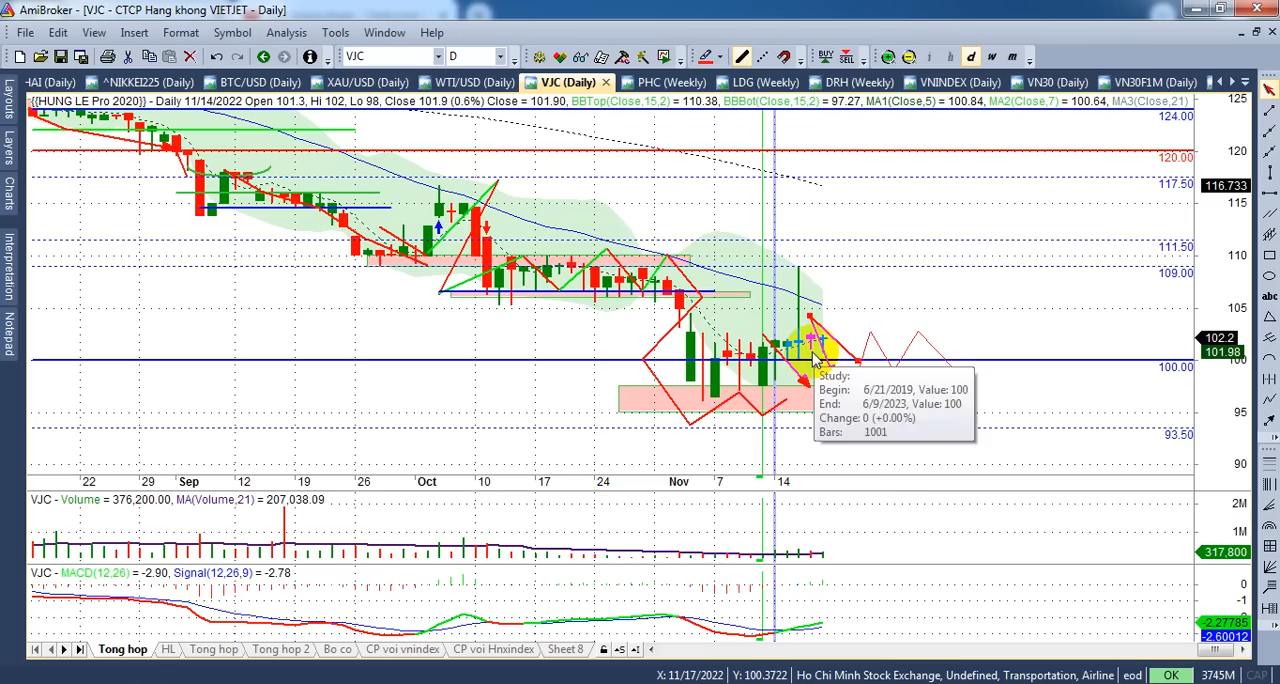 AmiBroker - [VJC - CTCP Hang khong VIETJET - Daily]
File Edit View Insert Format Symbol Analysis Tools Window Help
VJC D BUY SELL i h d w m
HAI (Daily) ^NIKKEI225 (Daily) BTC/USD (Daily) XAU/USD (Daily) WTI/USD (Daily) VJC (Daily) PHC (Weekly) LDG (Weekly) DRH (Weekly) VNINDEX (Daily) VN30 (Daily) VN30F1M (Daily)
{{HUNG LE Pro 2020}} - Daily 11/14/2022 Open 101.3, Hi 102, Lo 98, Close 101.9 (0.6%) Close = 101.90, BBTop(Close,15,2) = 110.38, BBBot(Close,15,2) = 97.27, MA1(Close,5) = 100.84, MA2(Close,7) = 100.64, MA3(Close,21)
Layouts
Layers
Charts
Interpretation
Notepad
abc
125
124.00
120
120.00
117.50
116.733
115
111.50
110
109.00
105
102.2
101.98
100
100.00
95
93.50
90
Study:
Begin: 6/21/2019, Value: 100
End: 6/9/2023, Value: 100
Change: 0 (+0.00%)
Bars: 1001
22 29 Sep 12 19 26 Oct 10 17 24 Nov 7 14
VJC - Volume = 376,200.00, MA(Volume,21) = 207,038.09
2M
1M
317,800
VJC - MACD(12,26) = -2.90, Signal(12,26,9) = -2.78
0
-1
-2.27785
-2.60012
Tong hop HL Tong hop Tong hop 2 Bo co CP voi vnindex CP voi Hnxindex Sheet 8
X: 11/17/2022 Y: 100.3722 Ho Chi Minh Stock Exchange, Undefined, Transportation, Airline eod OK 3745M CAP